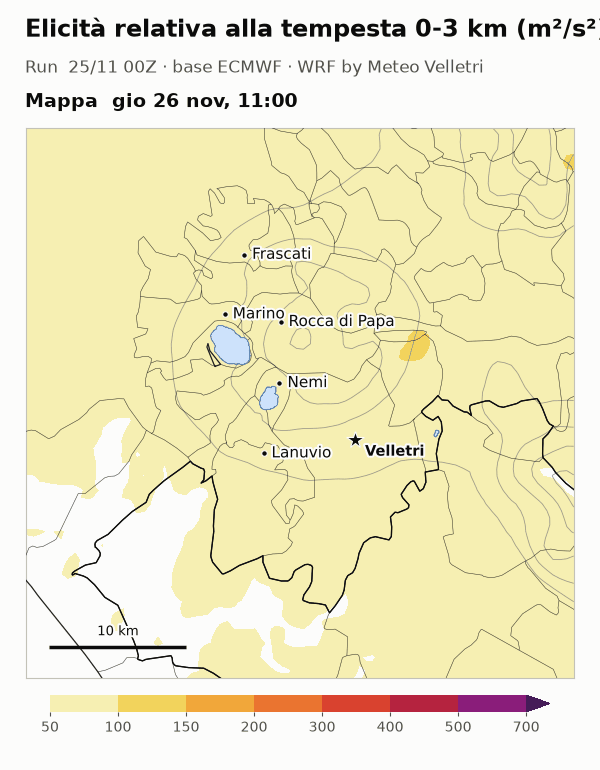 Elicità relativa alla tempesta 0-3 km (m²/s²)
Run 25/11 00Z · base ECMWF · WRF by Meteo Velletri
Mappa gio 26 nov, 11:00
Frascati
Marino
Rocca di Papa
Nemi
Velletri
Lanuvio
10 km
50 100 150 200 300 400 500 700